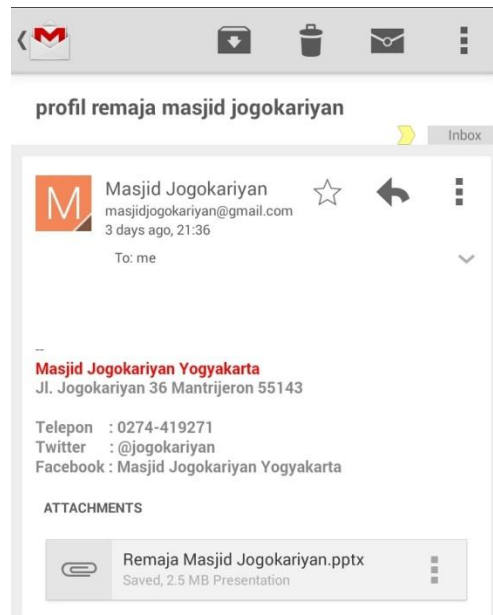 profil remaja masjid jogokariyan
Inbox
M
Masjid Jogokariyan
masjidjogokariyan@gmail.com
3 days ago, 21:36
To: me
--
Masjid Jogokariyan Yogyakarta
Jl. Jogokariyan 36 Mantrijeron 55143
Telepon : 0274-419271
Twitter : @jogokariyan
Facebook : Masjid Jogokariyan Yogyakarta
ATTACHMENTS
Remaja Masjid Jogokariyan.pptx
Saved, 2.5 MB Presentation